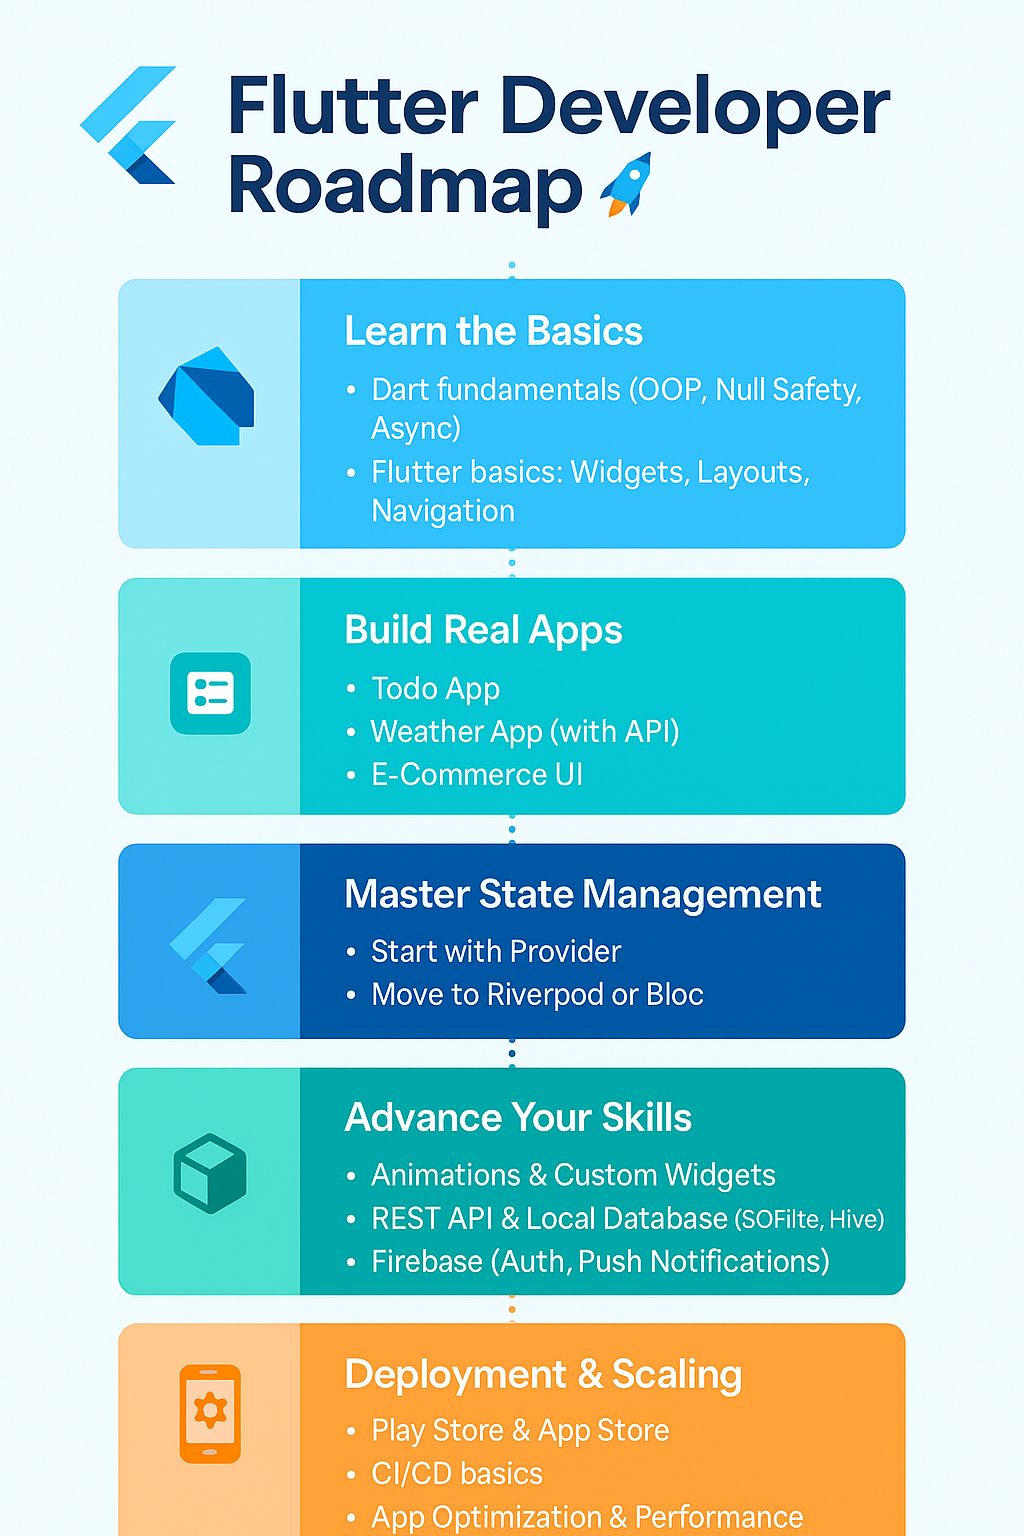 Flutter Developer
Roadmap
Learn the Basics
• Dart fundamentals (OOP, Null Safety,
Async)
• Flutter basics: Widgets, Layouts,
Navigation
Build Real Apps
• Todo App
• Weather App (with API)
• E-Commerce UI
Master State Management
• Start with Provider
• Move to Riverpod or Bloc
Advance Your Skills
• Animations & Custom Widgets
• REST API & Local Database (SOFilte, Hive)
• Firebase (Auth, Push Notifications)
Deployment & Scaling
• Play Store & App Store
• CI/CD basics
• App Optimization & Performance